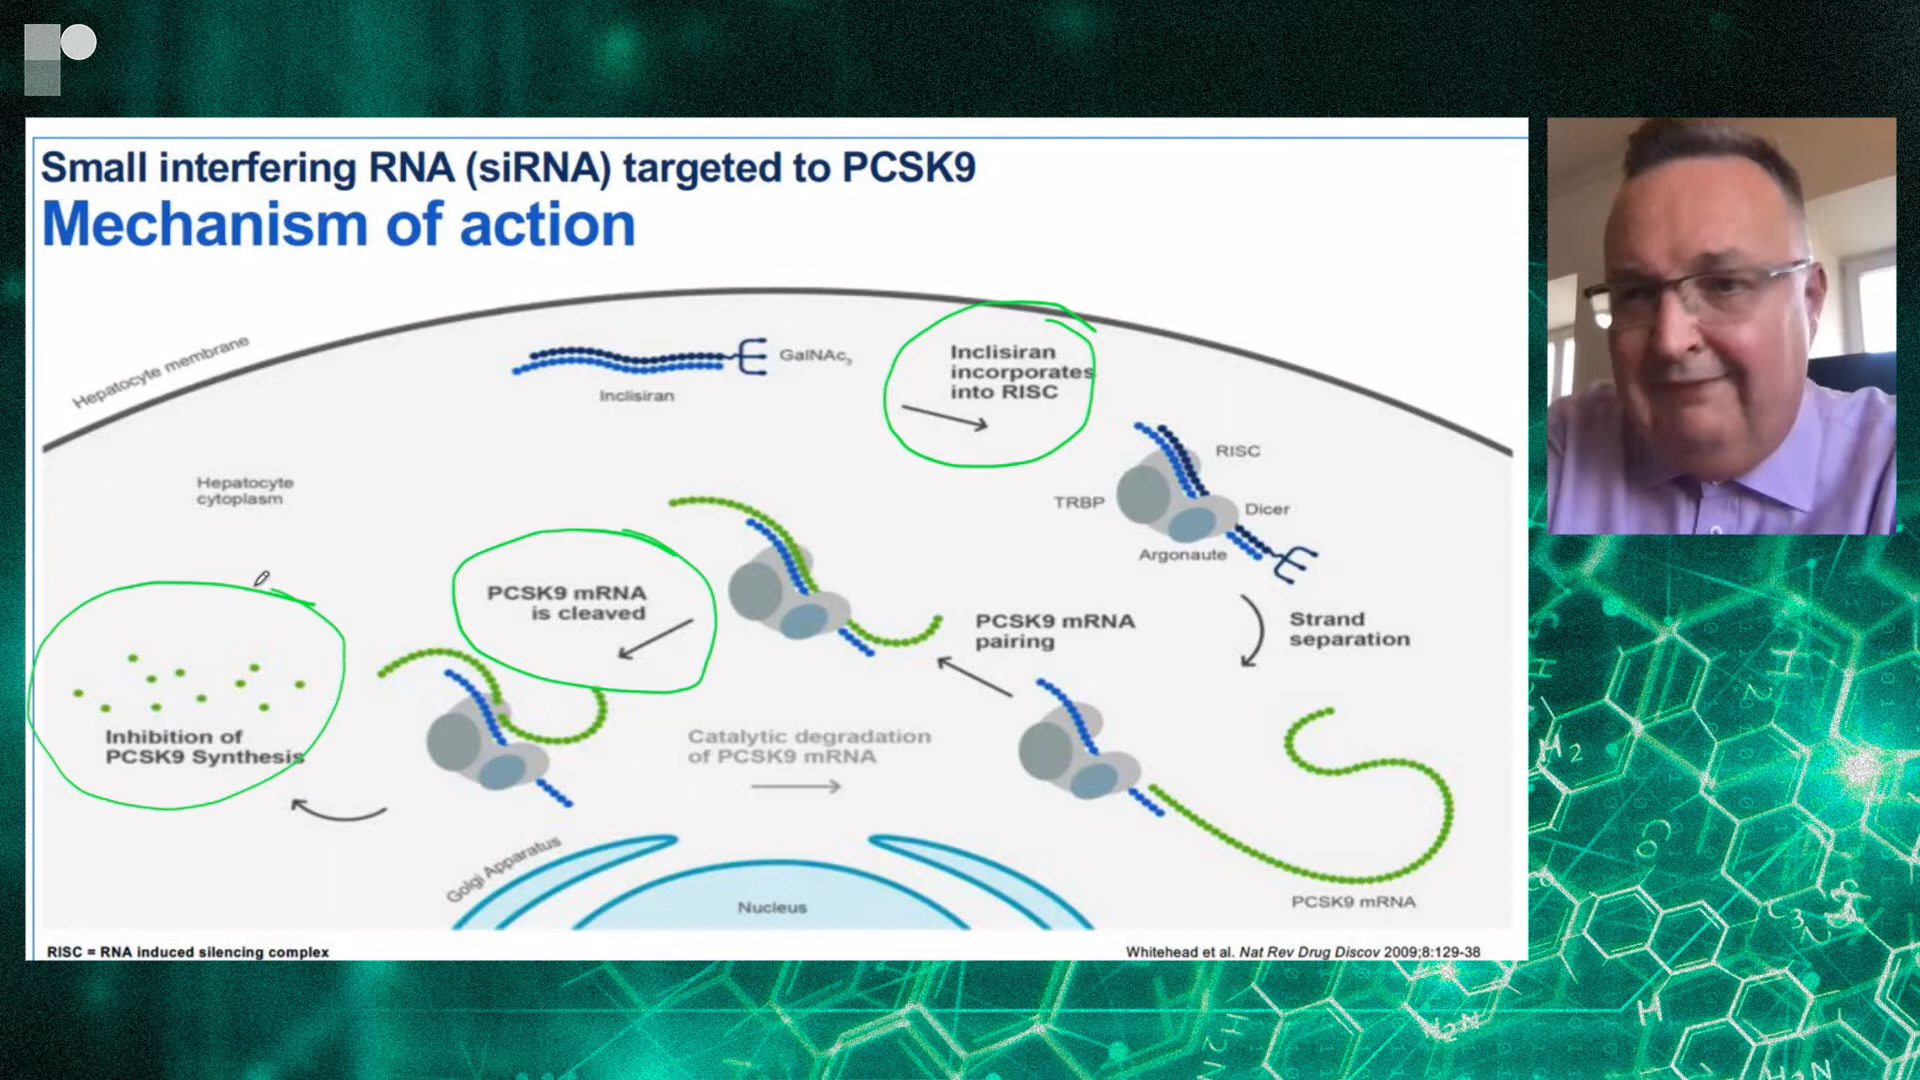 Small interfering RNA (siRNA) targeted to PCSK9
Mechanism of action
Hepatocyte membrane
GalNAc3
Inclisiran
Inclisiran
incorporates
into RISC
RISC
TRBP
Dicer
Argonaute
Hepatocyte
cytoplasm
PCSK9 mRNA
is cleaved
PCSK9 mRNA
pairing
Strand
separation
Inhibition of
PCSK9 Synthesis
Catalytic degradation
of PCSK9 mRNA
Golgi Apparatus
Nucleus
PCSK9 mRNA
RISC = RNA induced silencing complex
Whitehead et al. Nat Rev Drug Discov 2009;8:129-38